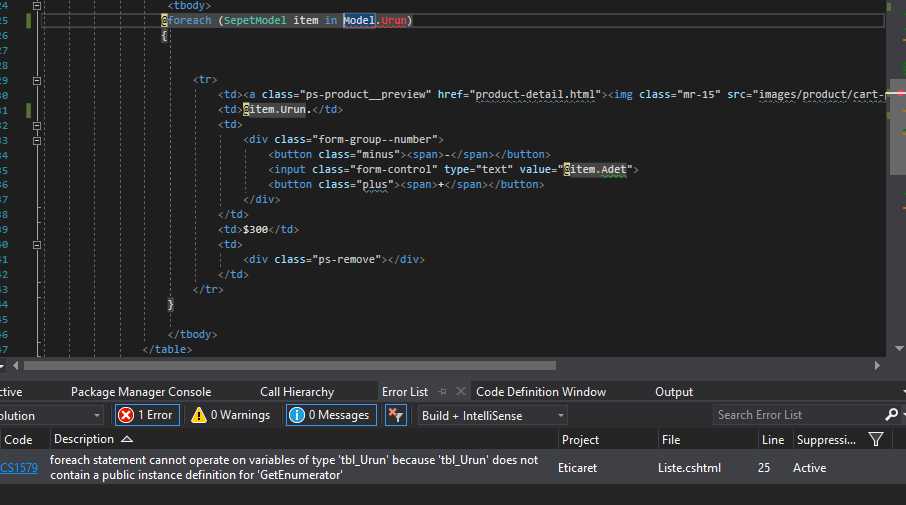 24 <tbody>
25 @foreach (SepetModel item in Model.Urun)
26 {
27
28
29 <tr>
30 <td><a class="ps-product__preview" href="product-detail.html"><img class="mr-15" src="images/product/cart-
31 <td>@item.Urun.</td>
32 <td>
33 <div class="form-group--number">
34 <button class="minus"><span>-</span></button>
35 <input class="form-control" type="text" value="@item.Adet">
36 <button class="plus"><span>+</span></button>
37 </div>
38 </td>
39 <td>$300</td>
40 <td>
41 <div class="ps-remove"></div>
42 </td>
43 </tr>
44 }
45
46 </tbody>
47 </table>
ctive Package Manager Console Call Hierarchy Error List Code Definition Window Output
olution 1 Error 0 Warnings 0 Messages Build + IntelliSense Search Error List
Code Description Project File Line Suppressi...
CS1579 foreach statement cannot operate on variables of type 'tbl_Urun' because 'tbl_Urun' does not
contain a public instance definition for 'GetEnumerator'
Eticaret Liste.cshtml 25 Active